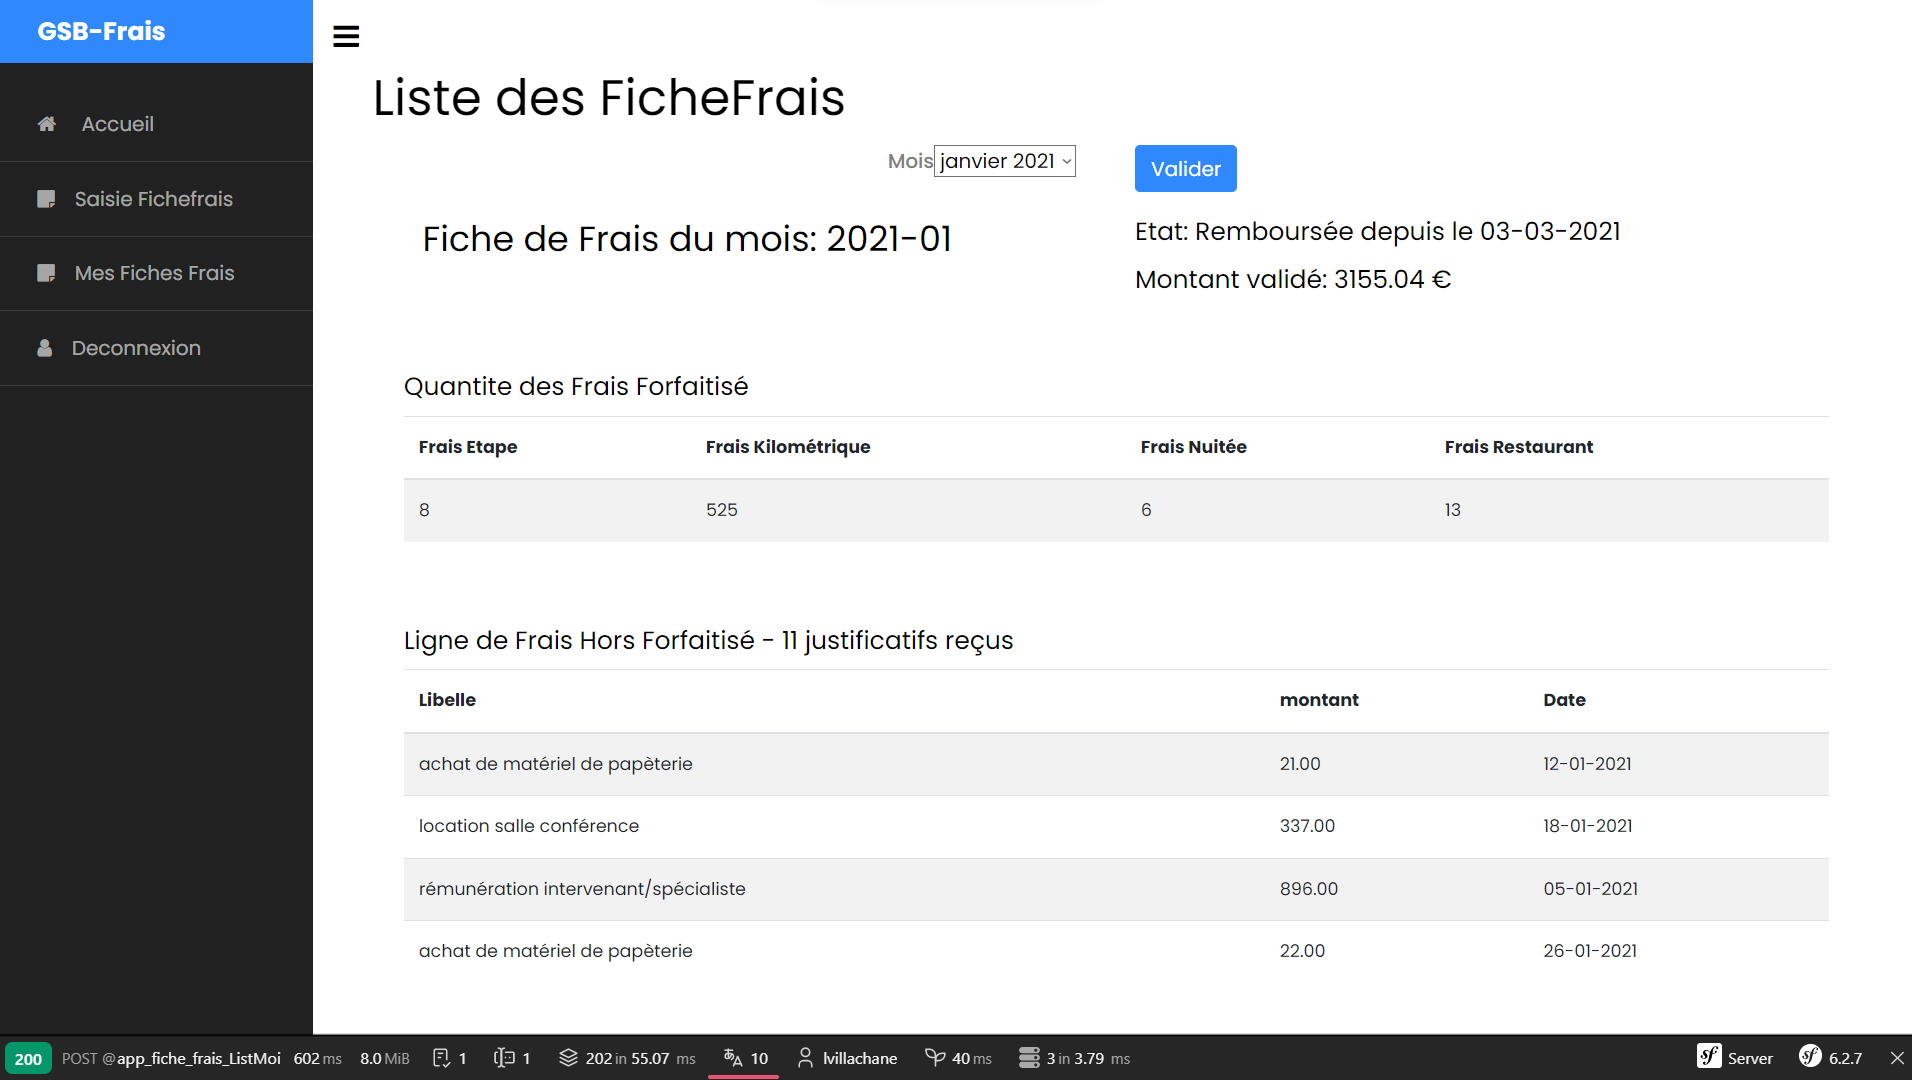 GSB-Frais
Accueil
Saisie Fichefrais
Mes Fiches Frais
Deconnexion
Liste des FicheFrais
Mois janvier 2021
Valider
Fiche de Frais du mois: 2021-01
Etat: Remboursée depuis le 03-03-2021
Montant validé: 3155.04 €
Quantite des Frais Forfaitisé
Frais Etape Frais Kilométrique Frais Nuitée Frais Restaurant
8 525 6 13
Ligne de Frais Hors Forfaitisé - 11 justificatifs reçus
Libelle montant Date
achat de matériel de papèterie 21.00 12-01-2021
location salle conférence 337.00 18-01-2021
rémunération intervenant/spécialiste 896.00 05-01-2021
achat de matériel de papèterie 22.00 26-01-2021
200 POST @app_fiche_frais_ListMoi 602 ms 8.0 MiB 1 1 202 in 55.07 ms 10 lvillachane 40 ms 3 in 3.79 ms Server 6.2.7